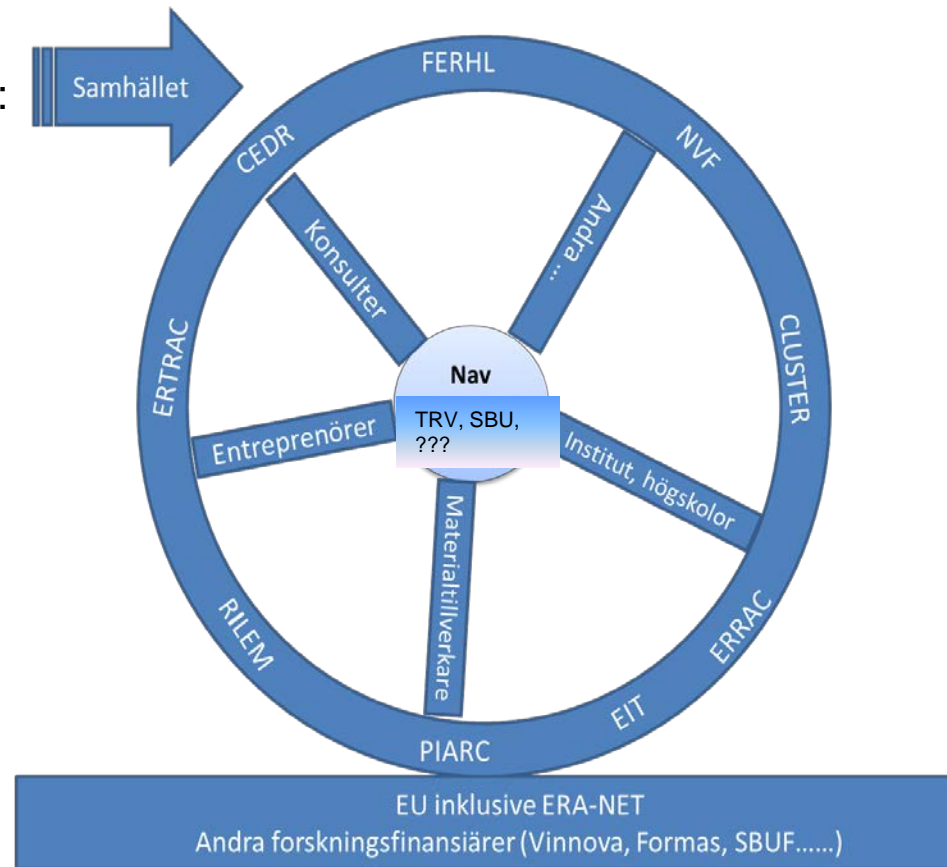 :
Samhället
FERHL
NVF
CLUSTER
ERRAC
EIT
PIARC
RILEM
ERTRAC
CEDR
Konsulter
Andra ...
Nav
TRV, SBU,
???
Entreprenörer
Institut, högskolor
Materialtillverkare
EU inklusive ERA-NET
Andra forskningsfinansiärer (Vinnova, Formas, SBUF......)